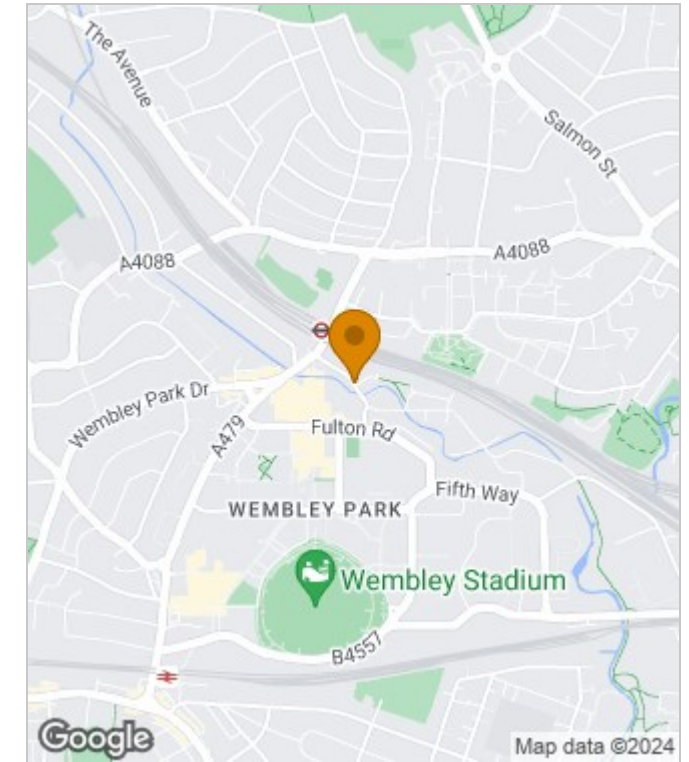 The Avenue
Salmon St
A4088
A4088
Wembley Park Dr
A479
Fulton Rd
Fifth Way
WEMBLEY PARK
Wembley Stadium
B4557
Google
Map data ©2024